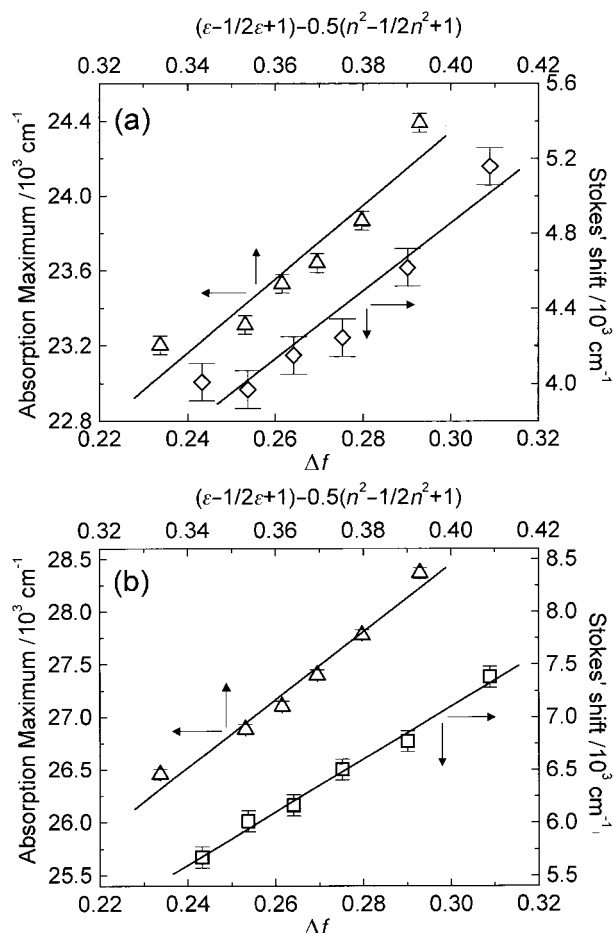 (ε-1/2ε+1)-0.5(n²-1/2n²+1)
0.32 0.34 0.36 0.38 0.40 0.42
(a)
Absorption Maximum /10³ cm⁻¹
24.4
24.0
23.6
23.2
22.8
5.6
5.2
4.8
4.4
4.0
Stokes' shift /10³ cm⁻¹
0.22 0.24 0.26 0.28 0.30 0.32
Δf
(ε-1/2ε+1)-0.5(n²-1/2n²+1)
0.32 0.34 0.36 0.38 0.40 0.42
(b)
Absorption Maximum /10³ cm⁻¹
28.5
28.0
27.5
27.0
26.5
26.0
25.5
8.5
8.0
7.5
7.0
6.5
6.0
5.5
Stokes' shift /10³ cm⁻¹
0.22 0.24 0.26 0.28 0.30 0.32
Δf